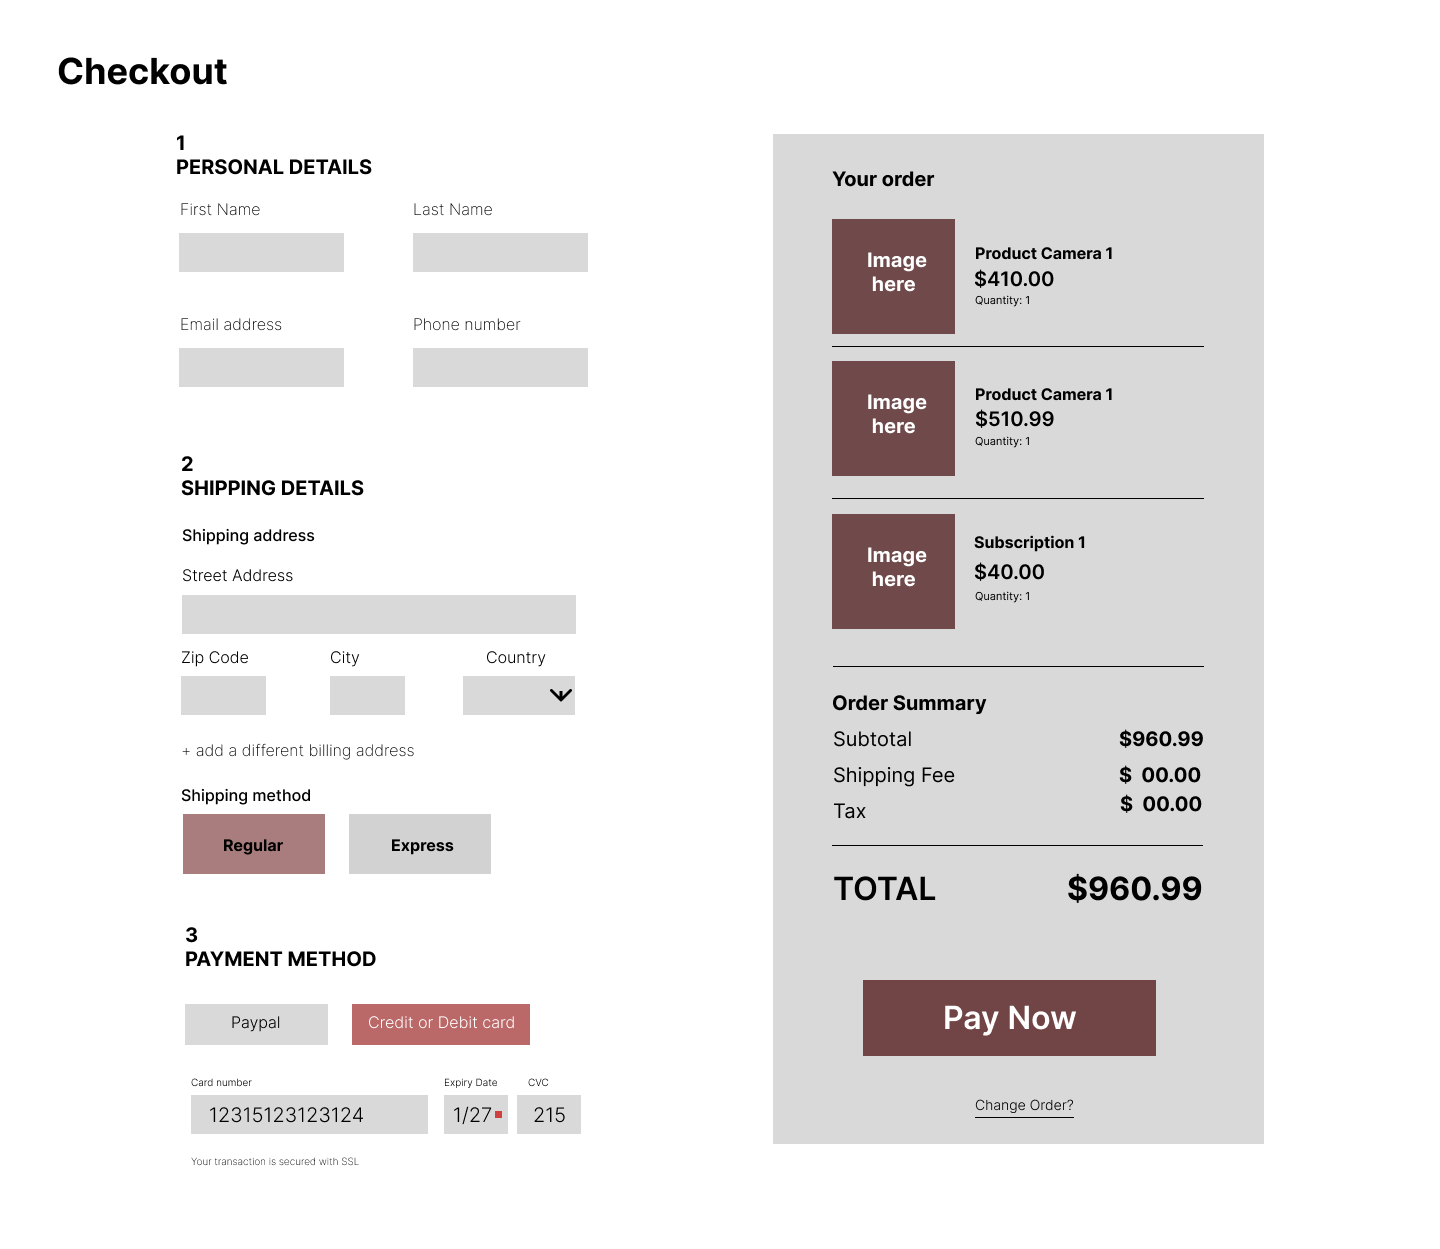 Checkout
1
PERSONAL DETAILS
First Name
Last Name
Email address
Phone number
2
SHIPPING DETAILS
Shipping address
Street Address
Zip Code
City
Country
+ add a different billing address
Shipping method
Regular
Express
3
PAYMENT METHOD
Paypal
Credit or Debit card
Card number
Expiry Date
CVC
12315123123124
1/27
215
Your transaction is secured with SSL
Your order
Image
here
Product Camera 1
$410.00
Quantity: 1
Image
here
Product Camera 1
$510.99
Quantity: 1
Image
here
Subscription 1
$40.00
Quantity: 1
Order Summary
Subtotal $960.99
Shipping Fee $ 00.00
Tax $ 00.00
TOTAL $960.99
Pay Now
Change Order?